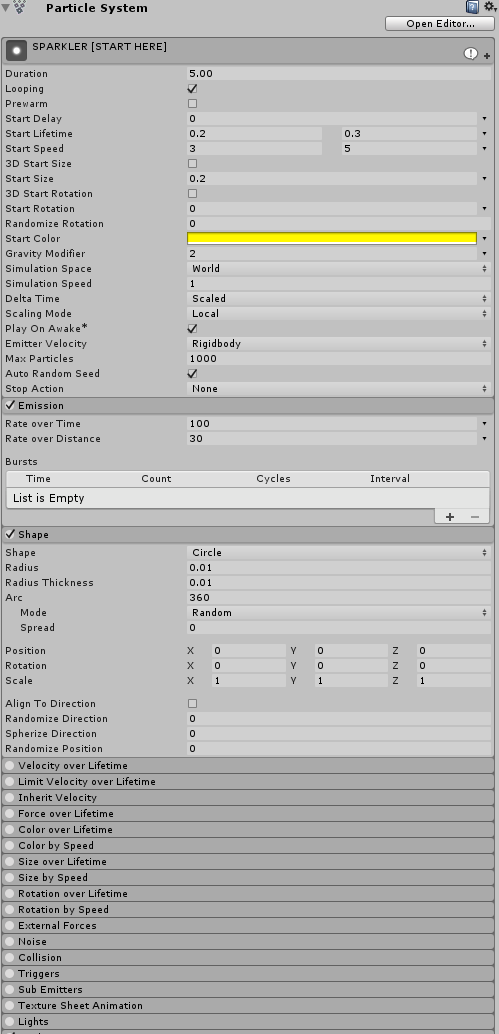 Particle System
Open Editor...
SPARKLER [START HERE]
Duration 5.00
Looping
Prewarm
Start Delay 0
Start Lifetime 0.2 0.3
Start Speed 3 5
3D Start Size
Start Size 0.2
3D Start Rotation
Start Rotation 0
Randomize Rotation 0
Start Color
Gravity Modifier 2
Simulation Space World
Simulation Speed 1
Delta Time Scaled
Scaling Mode Local
Play On Awake*
Emitter Velocity Rigidbody
Max Particles 1000
Auto Random Seed
Stop Action None
Emission
Rate over Time 100
Rate over Distance 30
Bursts
Time Count Cycles Interval
List is Empty
Shape
Shape Circle
Radius 0.01
Radius Thickness 0.01
Arc 360
Mode Random
Spread 0
Position X 0 Y 0 Z 0
Rotation X 0 Y 0 Z 0
Scale X 1 Y 1 Z 1
Align To Direction
Randomize Direction 0
Spherize Direction 0
Randomize Position 0
Velocity over Lifetime
Limit Velocity over Lifetime
Inherit Velocity
Force over Lifetime
Color over Lifetime
Color by Speed
Size over Lifetime
Size by Speed
Rotation over Lifetime
Rotation by Speed
External Forces
Noise
Collision
Triggers
Sub Emitters
Texture Sheet Animation
Lights